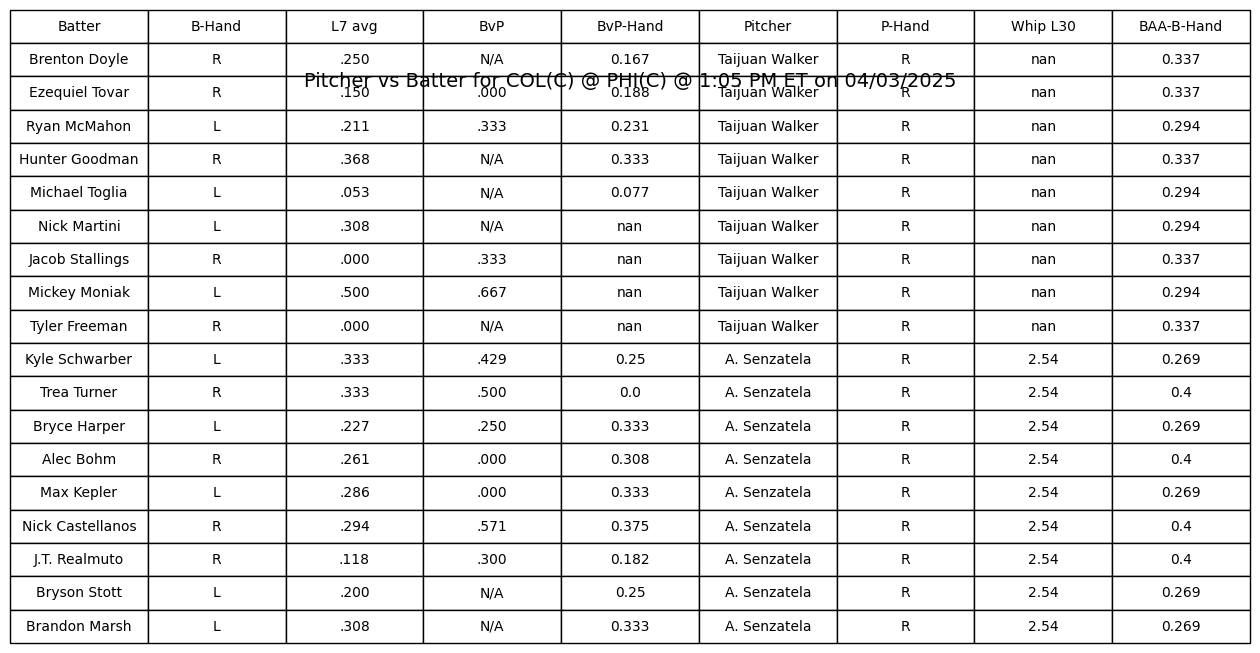 Batter B-Hand L7 avg BvP BvP-Hand Pitcher P-Hand Whip L30 BAA-B-Hand
Brenton Doyle R .250 N/A 0.167 Taijuan Walker R nan 0.337
Pitcher vs Batter for COL(C) @ PHI(C) @ 1:05 PM ET on 04/03/2025
Ezequiel Tovar R .150 .000 0.188 Taijuan Walker R nan 0.337
Ryan McMahon L .211 .333 0.231 Taijuan Walker R nan 0.294
Hunter Goodman R .368 N/A 0.333 Taijuan Walker R nan 0.337
Michael Toglia L .053 N/A 0.077 Taijuan Walker R nan 0.294
Nick Martini L .308 N/A nan Taijuan Walker R nan 0.294
Jacob Stallings R .000 .333 nan Taijuan Walker R nan 0.337
Mickey Moniak L .500 .667 nan Taijuan Walker R nan 0.294
Tyler Freeman R .000 N/A nan Taijuan Walker R nan 0.337
Kyle Schwarber L .333 .429 0.25 A. Senzatela R 2.54 0.269
Trea Turner R .333 .500 0.0 A. Senzatela R 2.54 0.4
Bryce Harper L .227 .250 0.333 A. Senzatela R 2.54 0.269
Alec Bohm R .261 .000 0.308 A. Senzatela R 2.54 0.4
Max Kepler L .286 .000 0.333 A. Senzatela R 2.54 0.269
Nick Castellanos R .294 .571 0.375 A. Senzatela R 2.54 0.4
J.T. Realmuto R .118 .300 0.182 A. Senzatela R 2.54 0.4
Bryson Stott L .200 N/A 0.25 A. Senzatela R 2.54 0.269
Brandon Marsh L .308 N/A 0.333 A. Senzatela R 2.54 0.269